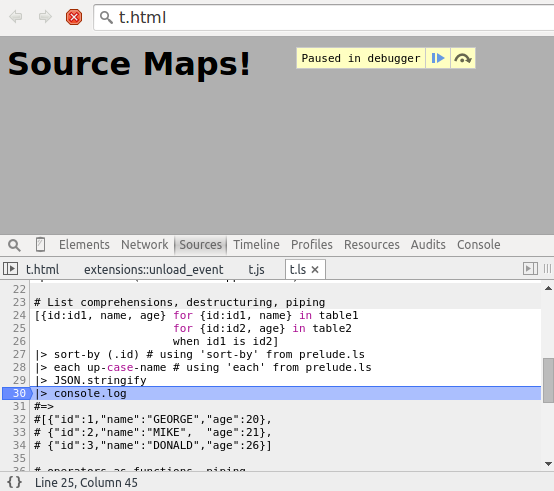 t.html
Source Maps!
Paused in debugger
Elements Network Sources Timeline Profiles Resources Audits Console
t.html extensions::unload_event t.js t.ls ×
22
23 # List comprehensions, destructuring, piping
24 [{id:id1, name, age} for {id:id1, name} in table1
25                      for {id:id2, age} in table2
26                      when id1 is id2]
27 |> sort-by (.id) # using 'sort-by' from prelude.ls
28 |> each up-case-name # using 'each' from prelude.ls
29 |> JSON.stringify
30 |> console.log
31 #=>
32 #[{"id":1,"name":"GEORGE","age":20},
33 # {"id":2,"name":"MIKE",  "age":21},
34 # {"id":3,"name":"DONALD","age":26}]
35
36 # operators as functions, piping
{} Line 25, Column 45